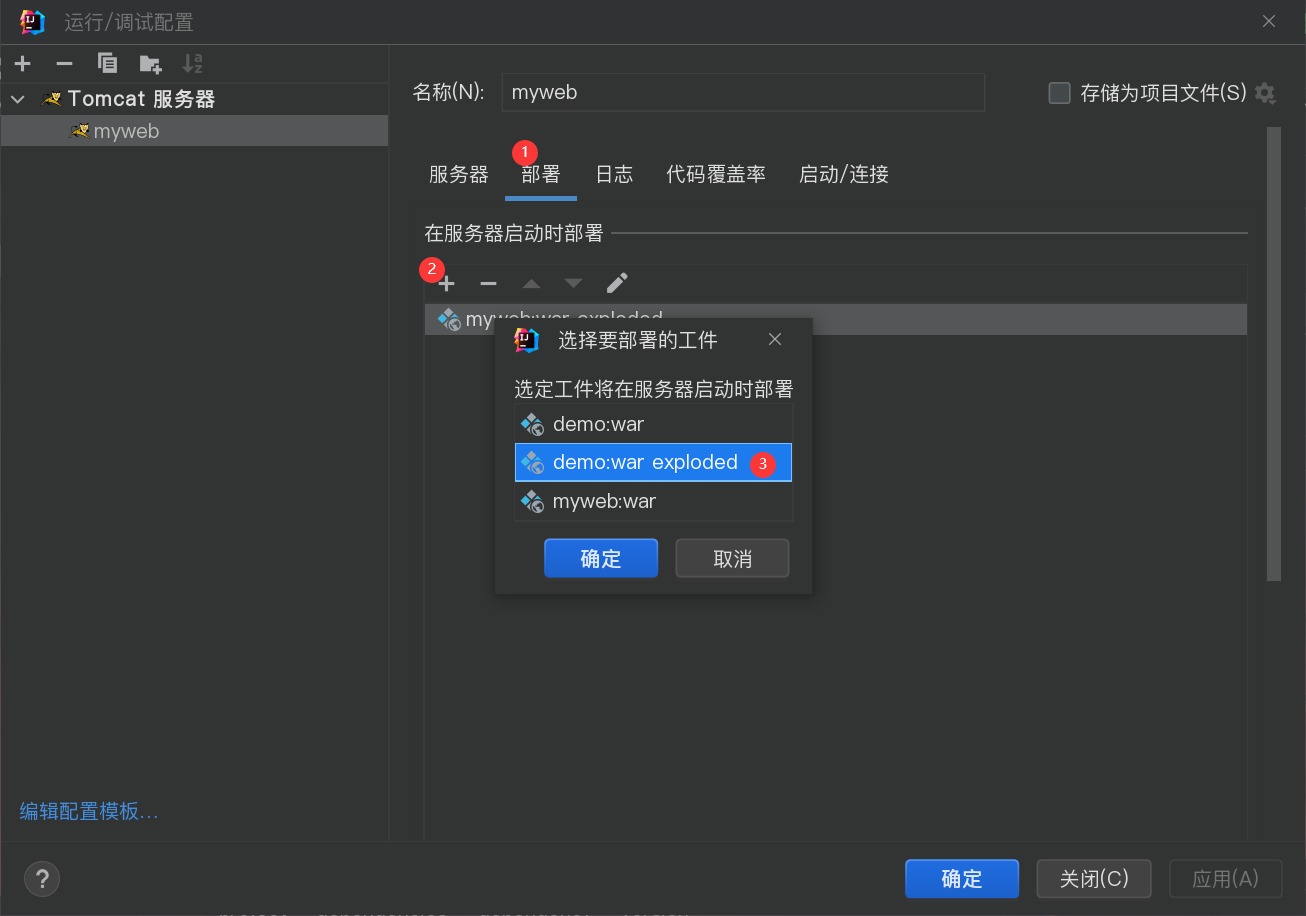 运行/调试配置
Tomcat 服务器
myweb
名称(N): myweb
存储为项目文件(S)
1
服务器 部署 日志 代码覆盖率 启动/连接
在服务器启动时部署
2
myweb:war exploded
选择要部署的工件
选定工件将在服务器启动时部署
demo:war
demo:war exploded 3
myweb:war
确定 取消
编辑配置模板...
? 确定 关闭(C) 应用(A)